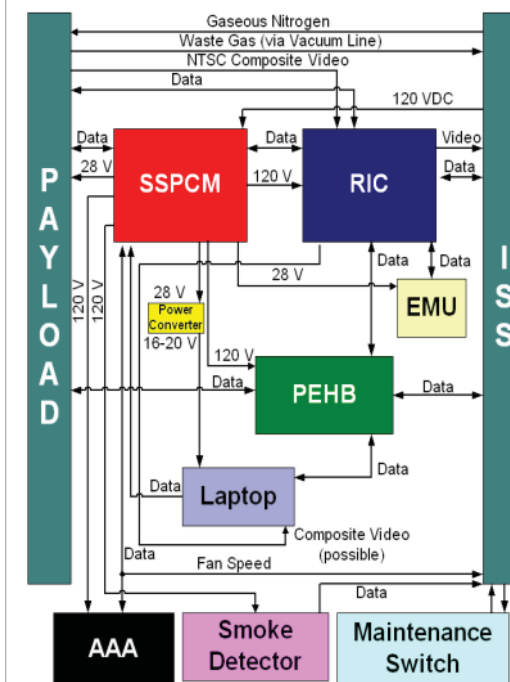 Gaseous Nitrogen
Waste Gas (via Vacuum Line)
NTSC Composite Video
Data
120 VDC
Data
Data
Video
28 V
SSPCM
120 V
RIC
Data
PAYLOAD
ISS
120 V
120 V
28 V
Data
Data
28 V
Power
Converter
EMU
16-20 V
120 V
PEHB
Data
Data
Data
Laptop
Data
Data
Composite Video
(possible)
Fan Speed
Data
AAA
Smoke
Detector
Maintenance
Switch